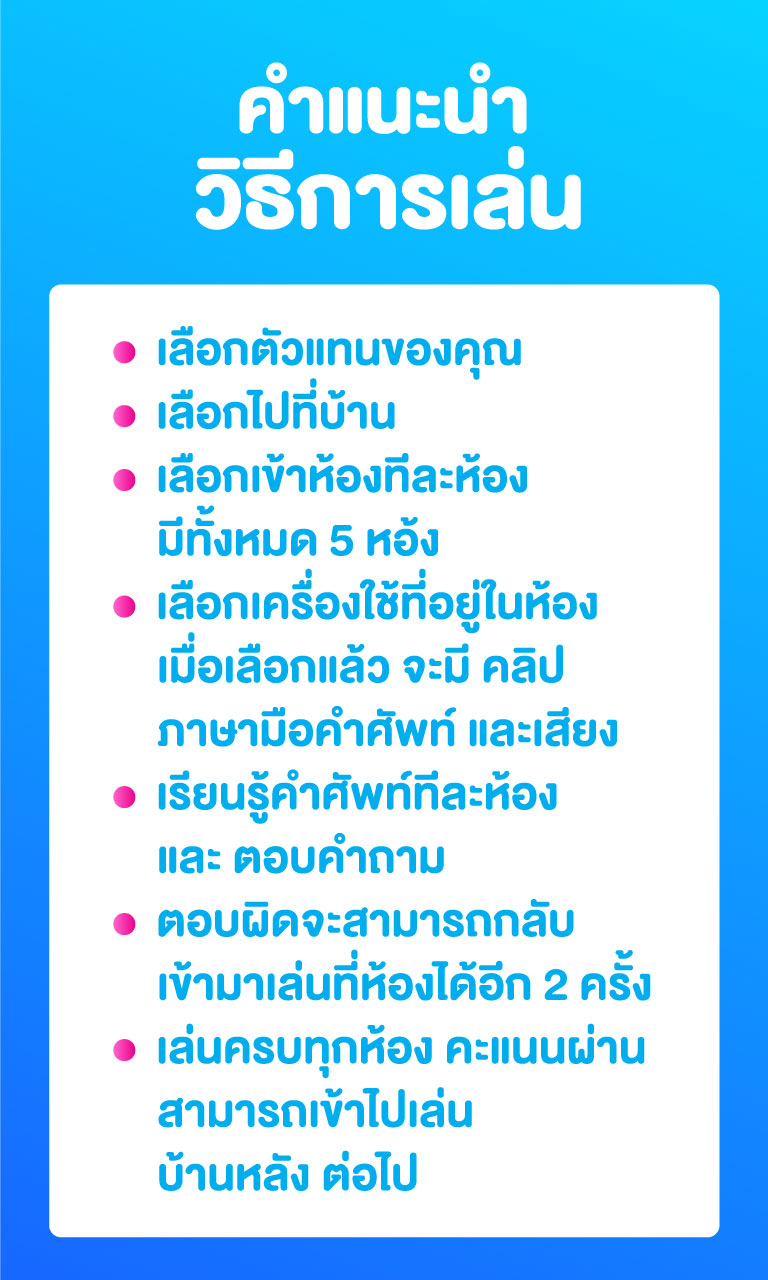 คำแนะนำ
วิธีการเล่น
เลือกตัวแทนของคุณ
เลือกไปที่บ้าน
เลือกเข้าห้องทีละห้อง
มีทั้งหมด 5 หอ้ง
เลือกเครื่องใช้ที่อยู่ในห้อง
เมื่อเลือกแล้ว จะมี คลิป
ภาษามือคำศัพท์ และเสียง
เรียนรู้คำศัพท์ทีละห้อง
และ ตอบคำถาม
ตอบผิดจะสามารถกลับ
เข้ามาเล่นที่ห้องได้อีก 2 ครั้ง
เล่นครบทุกห้อง คะแนนผ่าน
สามารถเข้าไปเล่น
บ้านหลัง ต่อไป